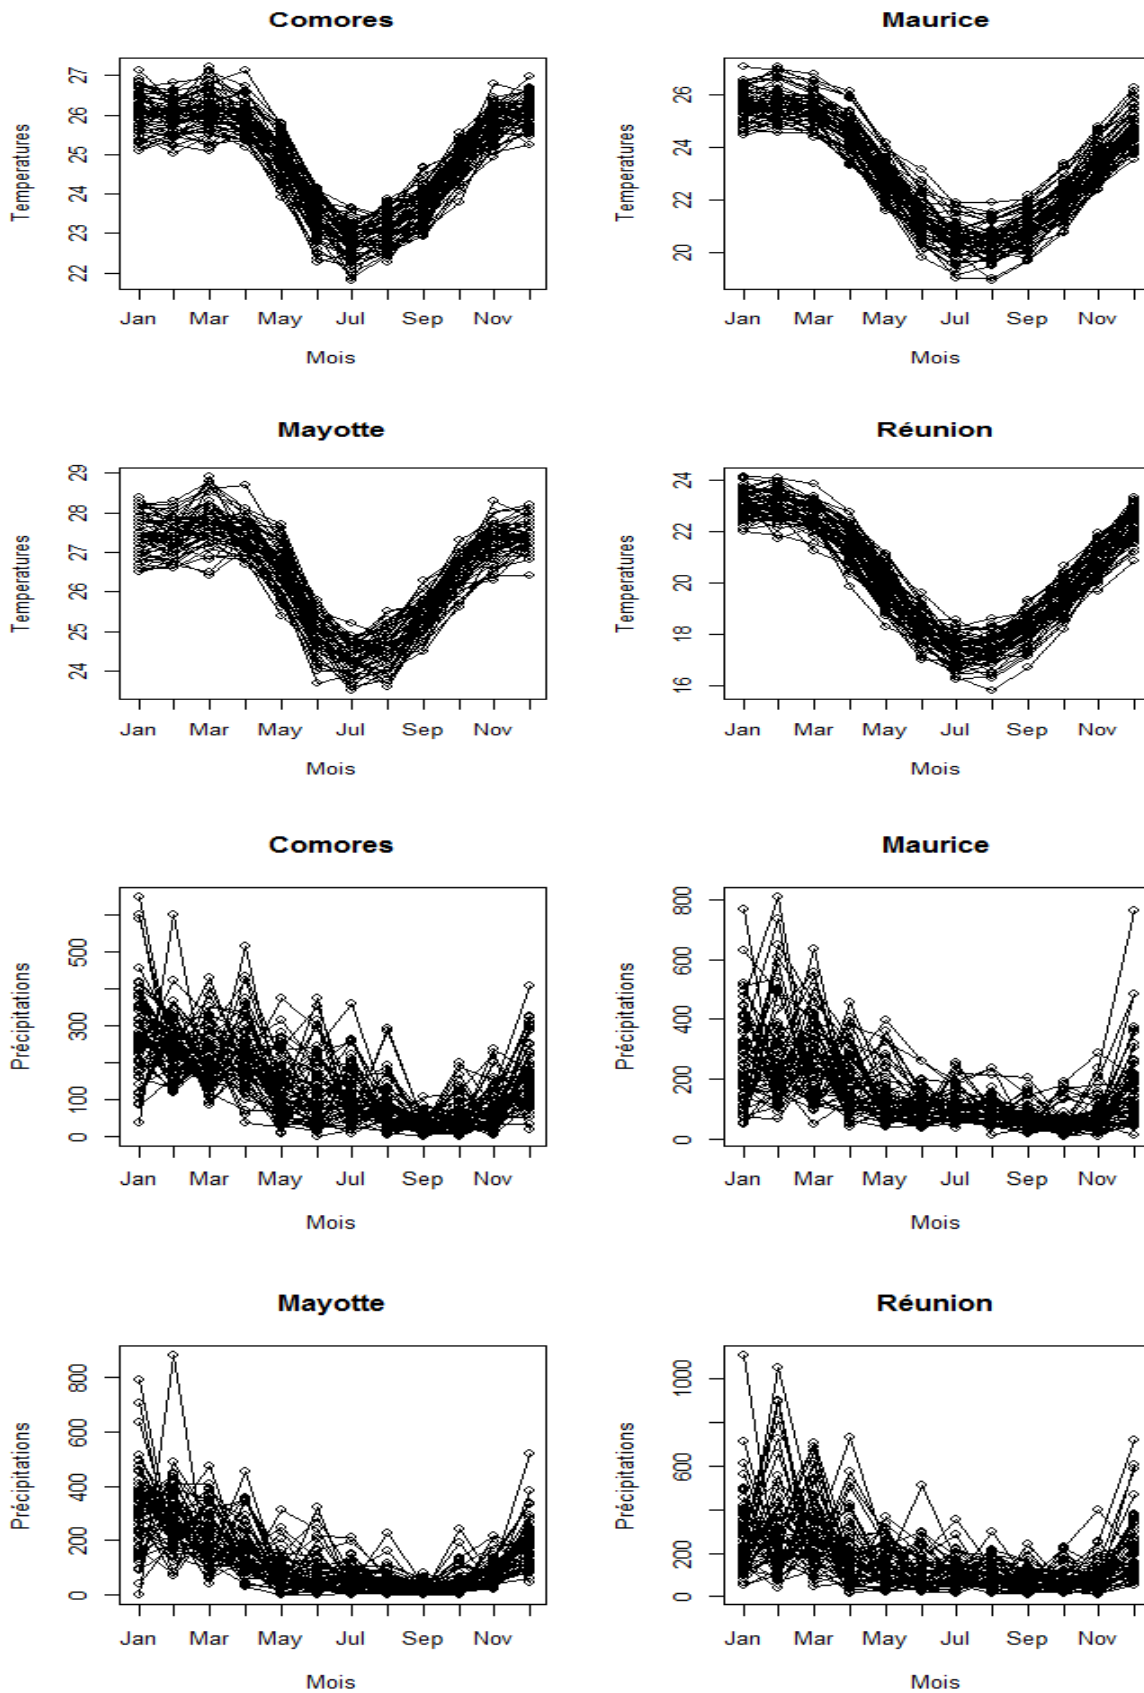 Comores
Temperatures
27
26
25
24
23
22
Jan Mar May Jul Sep Nov
Mois
Maurice
Temperatures
26
24
22
20
Jan Mar May Jul Sep Nov
Mois
Mayotte
Temperatures
29
28
27
26
25
24
Jan Mar May Jul Sep Nov
Mois
Réunion
Temperatures
24
22
20
18
16
Jan Mar May Jul Sep Nov
Mois
Comores
Précipitations
500
300
100
0
Jan Mar May Jul Sep Nov
Mois
Maurice
Précipitations
800
600
400
200
0
Jan Mar May Jul Sep Nov
Mois
Mayotte
Précipitations
800
600
400
200
0
Jan Mar May Jul Sep Nov
Mois
Réunion
Précipitations
1000
600
200
0
Jan Mar May Jul Sep Nov
Mois